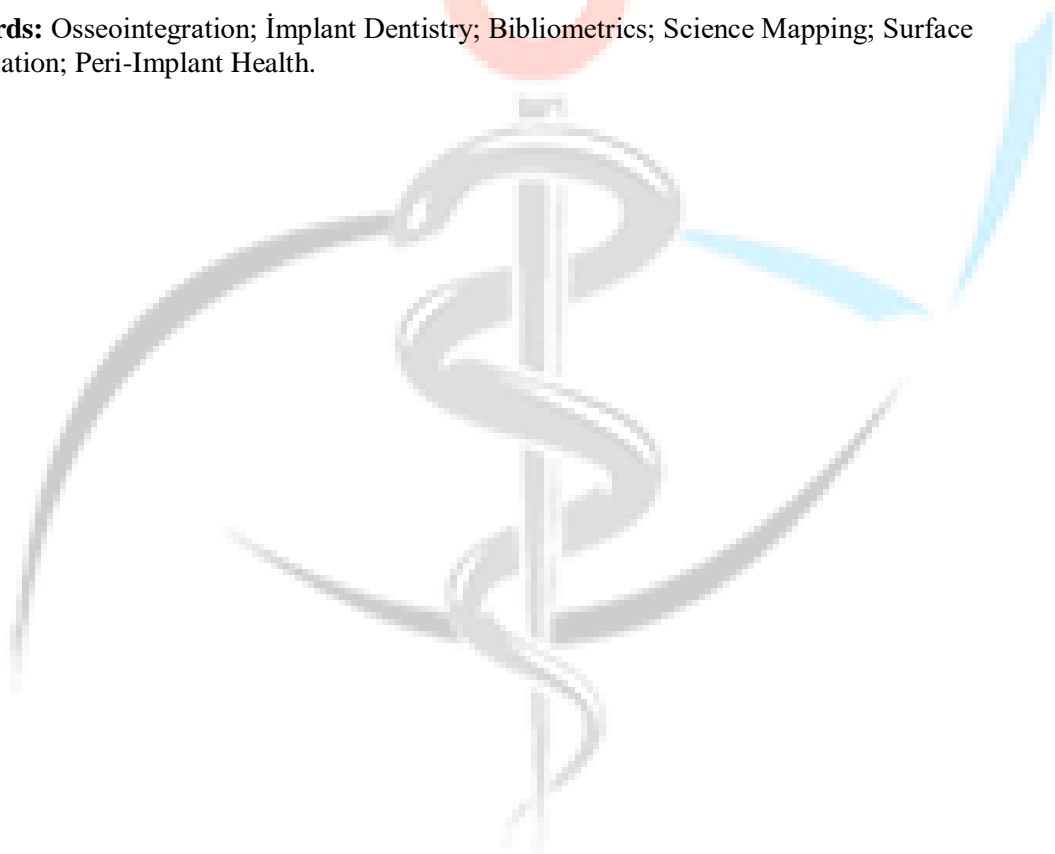 rds: Osseointegration; İmplant Dentistry; Bibliometrics; Science Mapping; Surface
ation; Peri-Implant Health.